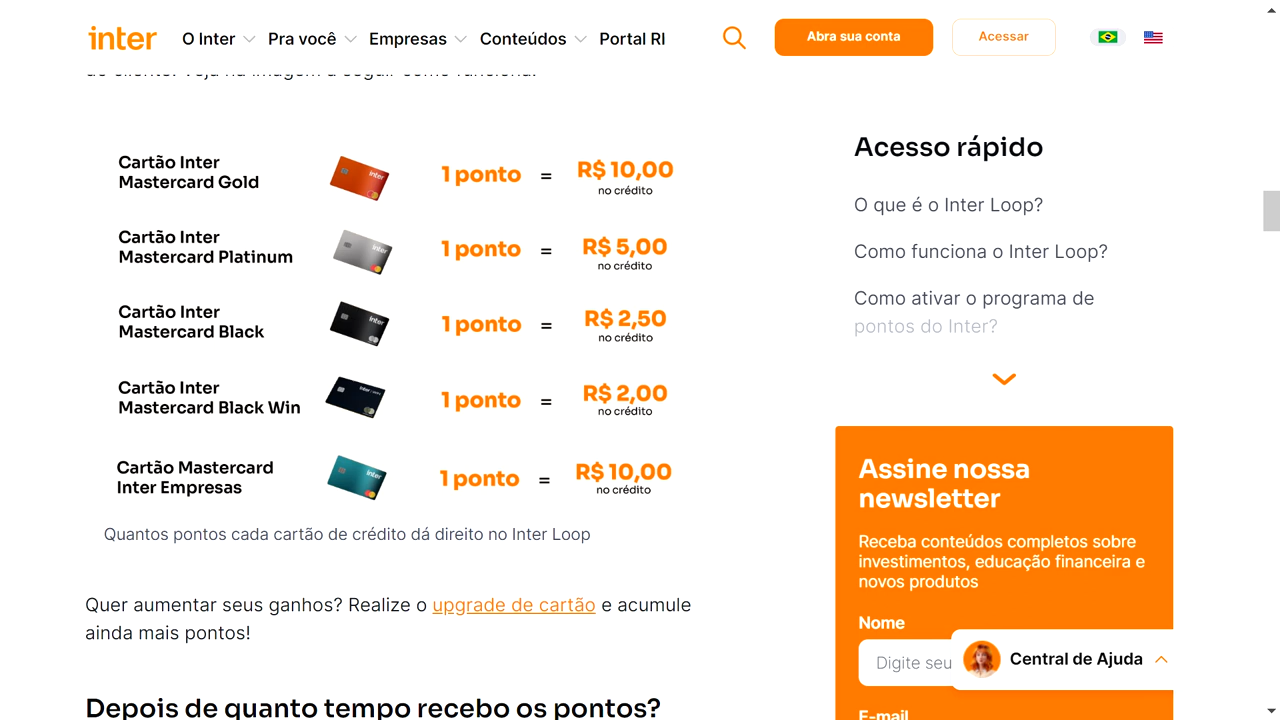 inter
O Inter
Pra você
Empresas
Conteúdos
Portal RI
Abra sua conta
Acessar
Cartão Inter
Mastercard Gold
inter
1 ponto = R$ 10,00
no crédito
Cartão Inter
Mastercard Platinum
inter
1 ponto = R$ 5,00
no crédito
Cartão Inter
Mastercard Black
inter
1 ponto = R$ 2,50
no crédito
Cartão Inter
Mastercard Black Win
1 ponto = R$ 2,00
no crédito
Cartão Mastercard
Inter Empresas
inter
1 ponto = R$ 10,00
no crédito
Quantos pontos cada cartão de crédito dá direito no Inter Loop
Quer aumentar seus ganhos? Realize o upgrade de cartão e acumule
ainda mais pontos!
Depois de quanto tempo recebo os pontos?
Acesso rápido
O que é o Inter Loop?
Como funciona o Inter Loop?
Como ativar o programa de
pontos do Inter?
Assine nossa
newsletter
Receba conteúdos completos sobre
investimentos, educação financeira e
novos produtos
Nome
Digite seu
Central de Ajuda
E-mail